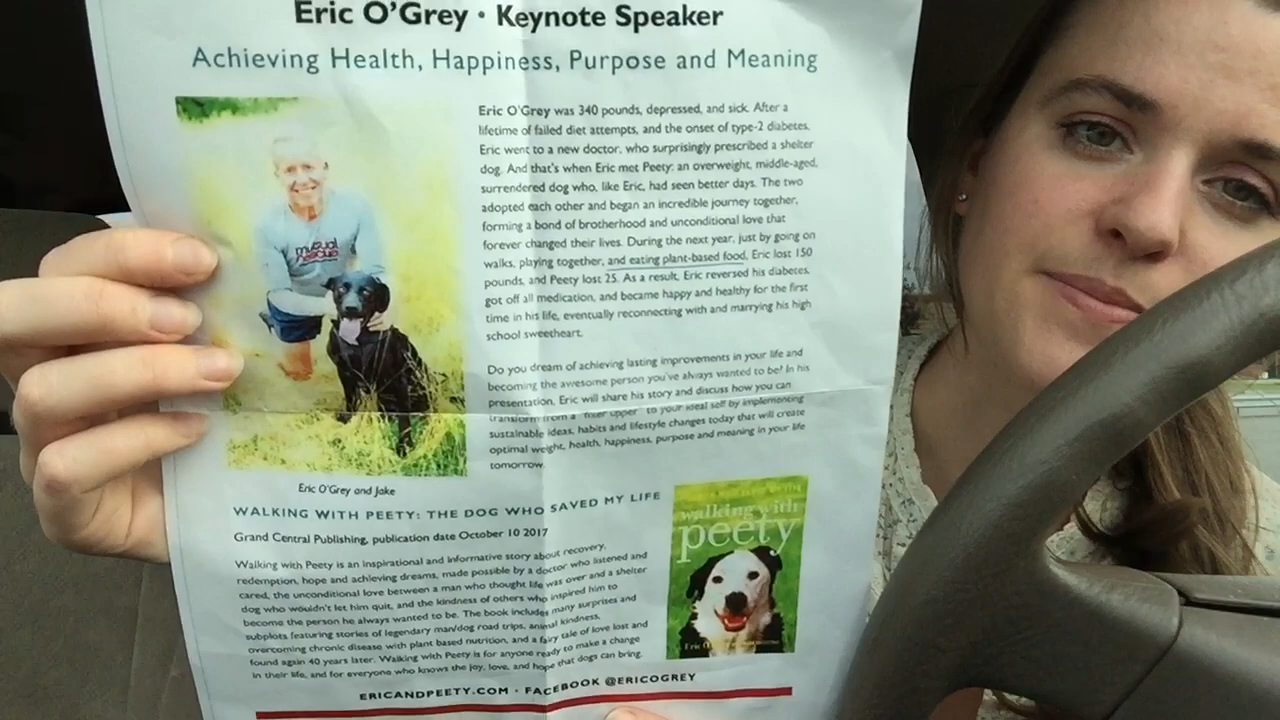 Eric O'Grey • Keynote Speaker
Achieving Health, Happiness, Purpose and Meaning
Eric O'Grey was 340 pounds, depressed, and sick. After a
lifetime of failed diet attempts, and the onset of type-2 diabetes,
Eric went to a new doctor, who surprisingly prescribed a shelter
dog. And that's when Eric met Peety: an overweight, middle-aged,
surrendered dog who, like Eric, had seen better days. The two
adopted each other and began an incredible journey together,
forming a bond of brotherhood and unconditional love that
forever changed their lives. During the next year, just by going on
walks, playing together, and eating plant-based food, Eric lost 150
pounds, and Peety lost 25. As a result, Eric reversed his diabetes,
got off all medication, and became happy and healthy for the first
time in his life, eventually reconnecting with and marrying his high
school sweetheart.
Do you dream of achieving lasting improvements in your life and
becoming the awesome person you've always wanted to be? In his
presentation, Eric will share his story and discuss how you can
transform from a "fixer upper" to your ideal self by implementing
sustainable ideas, habits and lifestyle changes today that will create
optimal weight, health, happiness, purpose and meaning in your life
tomorrow.
mutual
rescue
Eric O'Grey and Jake
WALKING WITH PEETY: THE DOG WHO SAVED MY LIFE
Grand Central Publishing, publication date October 10 2017
Walking with Peety is an inspirational and informative story about recovery,
redemption, hope and achieving dreams, made possible by a doctor who listened and
cared, the unconditional love between a man who thought life was over and a shelter
dog who wouldn't let him quit, and the kindness of others who inspired him to
become the person he always wanted to be. The book includes many surprises and
subplots featuring stories of legendary man/dog road trips, animal kindness,
overcoming chronic disease with plant based nutrition, and a fairy tale of love lost and
found again 40 years later. Walking with Peety is for anyone ready to make a change
in their life, and for everyone who knows the joy, love, and hope that dogs can bring.
walking with
peety
Eric O
ERICANDPEETY.COM • FACEBOOK @ERICOGREY